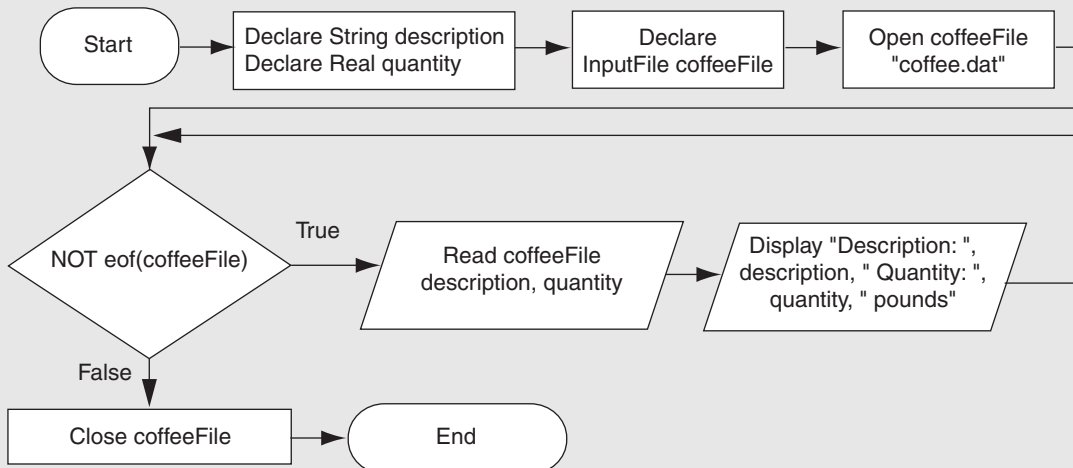 Start
Declare String description
Declare Real quantity
Declare
InputFile coffeeFile
Open coffeeFile
"coffee.dat"
NOT eof(coffeeFile)
True
Read coffeeFile
description, quantity
Display "Description: ",
description, " Quantity: ",
quantity, " pounds"
False
Close coffeeFile
End